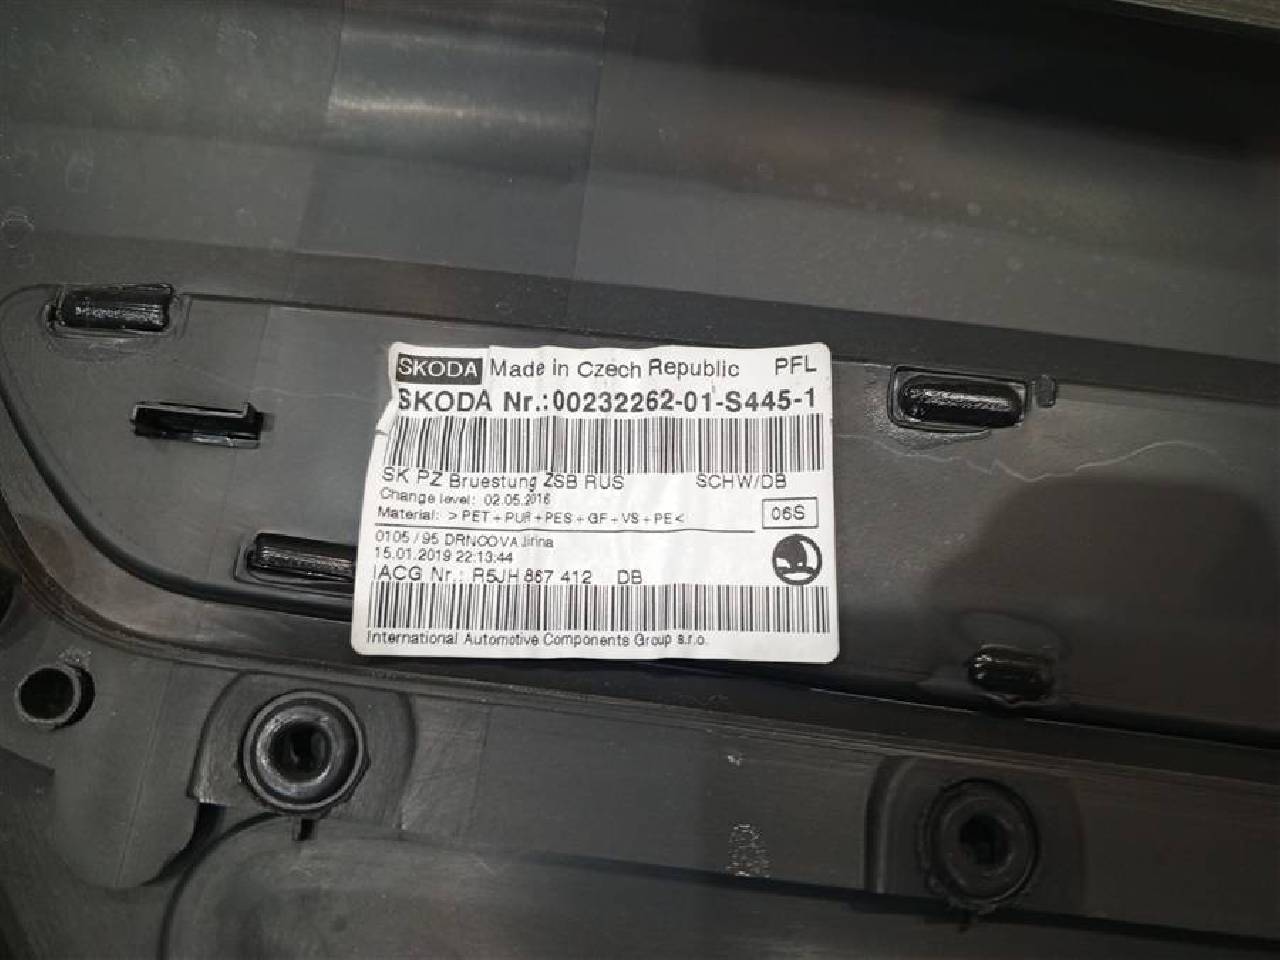 SKODA Made in Czech Republic PFL
SKODA Nr.:00232262-01-S445-1
SK PZ Bruestung ZSB RUS SCHW/DB
Change level: 02.05.2016
Material: >PET+PUR+PES+GF+VS+PE< 06S
0105/95 DRNCOVA Jirina
15.01.2019 22:13:44
IACG Nr.: R5JH 867 412 DB
International Automotive Components Group s.r.o.